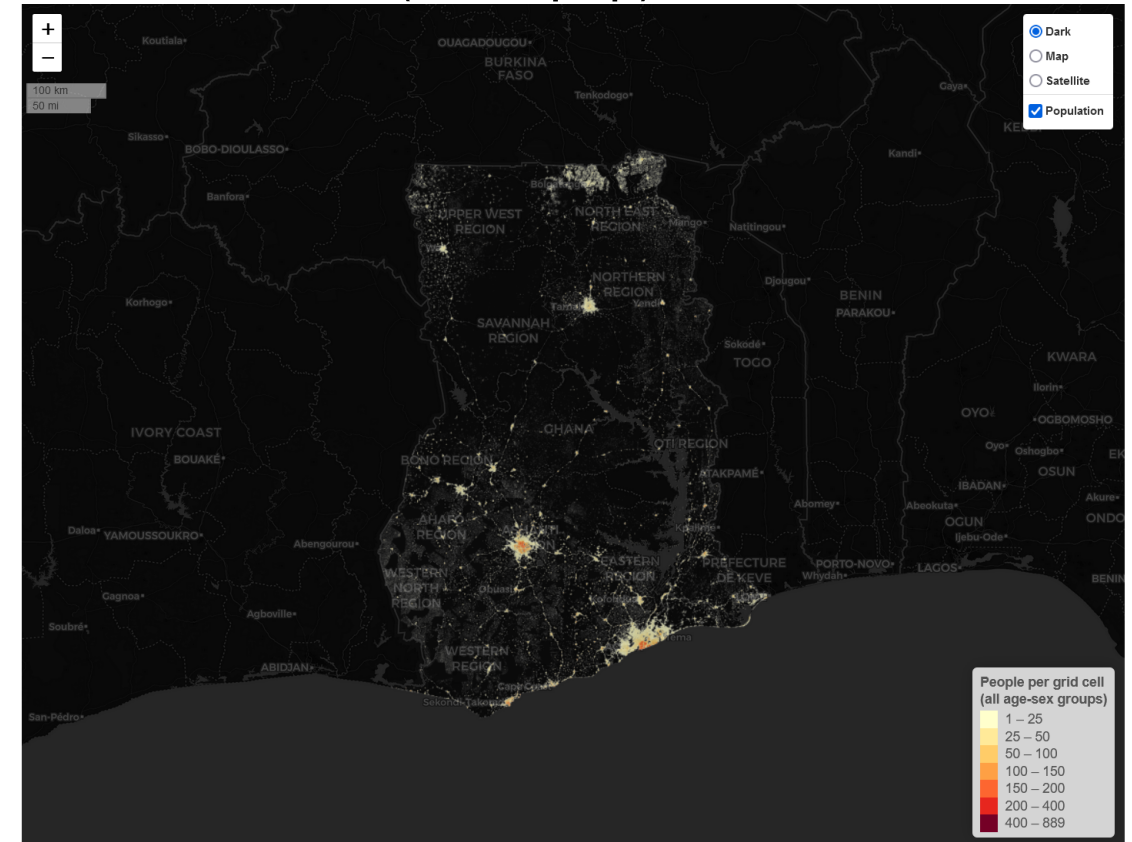 +
−
100 km
50 mi
Dark
Map
Satellite
Population
Koutiala
OUAGADOUGOU
BURKINA
FASO
Tenkodogo
Gaya
Sikasso
BOBO-DIOULASSO
Kandi
Banfora
UPPER WEST
REGION
NORTH EAST
REGION
Mango
Natitingou
NORTHERN
REGION
Yendi
Djougou
BENIN
PARAKOU
Korhogo
SAVANNAH
REGION
Sokodé
TOGO
KWARA
Ilorin
OYO
OGBOMOSHO
IVORY COAST
GHANA
BOUAKÉ
BONO REGION
OTI REGION
ATAKPAMÉ
Oyo
Oshogbo
OSUN
IBADAN
Akure
Abomey
Abeokuta
OGUN
Ijebu-Ode
Daloa
YAMOUSSOUKRO
Abengourou
REGION
WESTERN
NORTH
REGION
EASTERN
REGION
PREFECTURE
DE KEVE
PORTO-NOVO
Whydah
LAGOS
Gagnoa
Obuasi
Agboville
Soubré
WESTERN
REGION
ABIDJAN
San-Pédro
People per grid cell
(all age-sex groups)
1 – 25
25 – 50
50 – 100
100 – 150
150 – 200
200 – 400
400 – 889